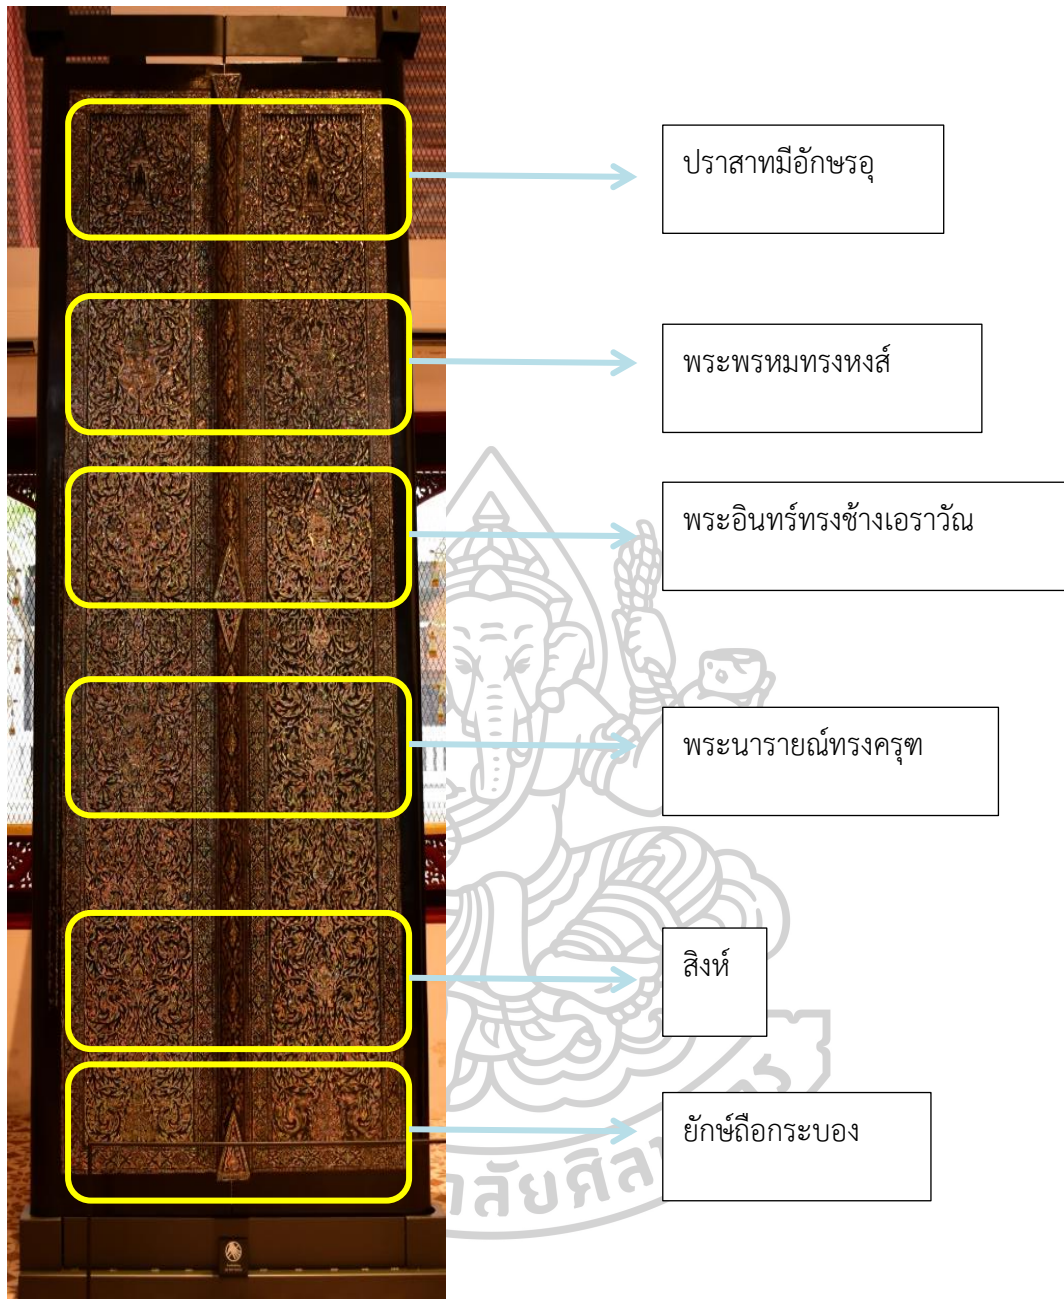 ปราสาทมีอักษรอุ
พระพรหมทรงหงส์
พระอินทร์ทรงช้างเอราวัณ
พระนารายณ์ทรงครุฑ
สิงห์
ยักษ์ถือกระบอง